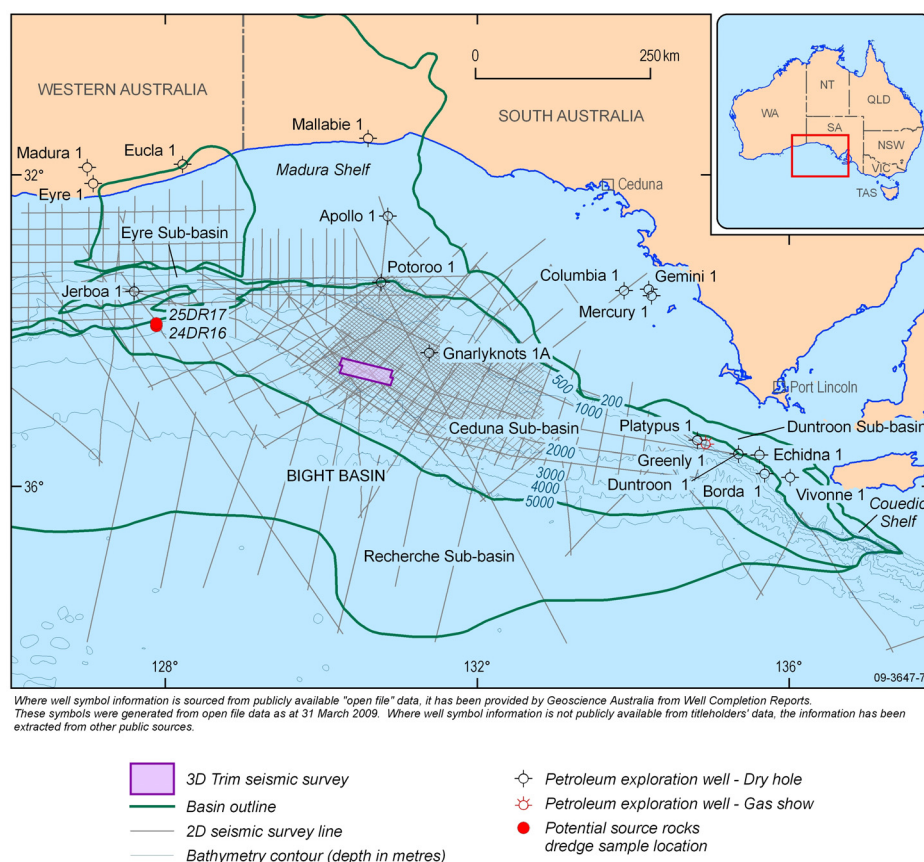 0 250 km
WESTERN AUSTRALIA
SOUTH AUSTRALIA
NT
QLD
WA
SA
NSW
VIC
TAS
Mallabie 1
Madura 1
Eucla 1
Madura Shelf
32°
Eyre 1
Ceduna
Apollo 1
Eyre Sub-basin
Potoroo 1
Columbia 1
Gemini 1
Jerboa 1
Mercury 1
25DR17
24DR16
Gnarlyknots 1A
500
200
1000
Port Lincoln
Ceduna Sub-basin
Platypus 1
Duntroon Sub-basin
2000
Greenly 1
Echidna 1
3000
4000
5000
BIGHT BASIN
Duntroon 1
Borda 1
Vivonne 1
36°
Couedic
Shelf
Recherche Sub-basin
128°
132°
136°
09-3647-7
Where well symbol information is sourced from publicly available "open file" data, it has been provided by Geoscience Australia from Well Completion Reports.
These symbols were generated from open file data as at 31 March 2009. Where well symbol information is not publicly available from titleholders' data, the information has been
extracted from other public sources.
3D Trim seismic survey
Basin outline
2D seismic survey line
Bathymetry contour (depth in metres)
Petroleum exploration well - Dry hole
Petroleum exploration well - Gas show
Potential source rocks
dredge sample location